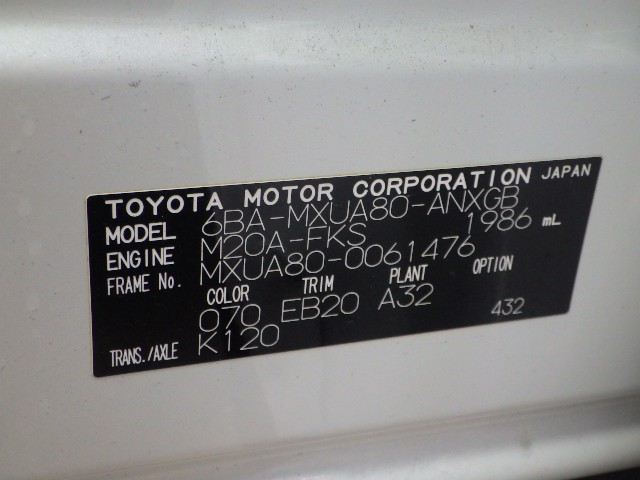 TOYOTA MOTOR CORPORATION JAPAN
MODEL 6BA-MXUA80-ANXGB
ENGINE M20A-FKS 1986 mL
FRAME No. MXUA80-0061476
COLOR TRIM PLANT OPTION
070 EB20 A32 432
TRANS./AXLE K120